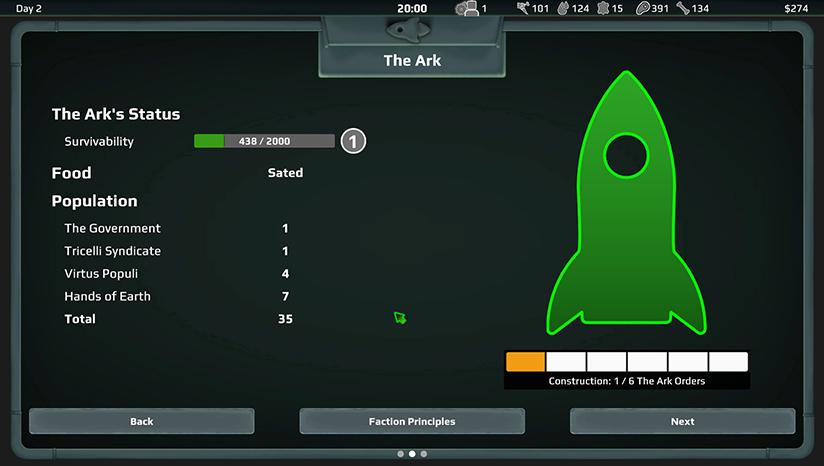 Day 2 20:00 1 101 124 15 391 134 $274
The Ark
The Ark's Status
Survivability 438 / 2000 1
Food Sated
Population
The Government 1
Tricelli Syndicate 1
Virtus Populi 4
Hands of Earth 7
Total 35
Construction: 1 / 6 The Ark Orders
Back Faction Principles Next